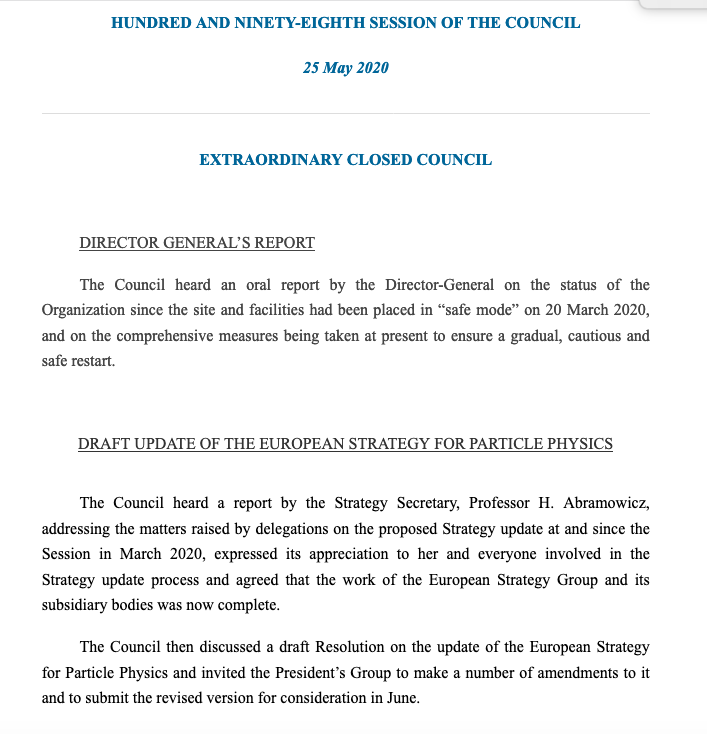 HUNDRED AND NINETY-EIGHTH SESSION OF THE COUNCIL
25 May 2020
EXTRAORDINARY CLOSED COUNCIL
DIRECTOR GENERAL’S REPORT
The Council heard an oral report by the Director-General on the status of the
Organization since the site and facilities had been placed in “safe mode” on 20 March 2020,
and on the comprehensive measures being taken at present to ensure a gradual, cautious and
safe restart.
DRAFT UPDATE OF THE EUROPEAN STRATEGY FOR PARTICLE PHYSICS
The Council heard a report by the Strategy Secretary, Professor H. Abramowicz,
addressing the matters raised by delegations on the proposed Strategy update at and since the
Session in March 2020, expressed its appreciation to her and everyone involved in the
Strategy update process and agreed that the work of the European Strategy Group and its
subsidiary bodies was now complete.
The Council then discussed a draft Resolution on the update of the European Strategy
for Particle Physics and invited the President’s Group to make a number of amendments to it
and to submit the revised version for consideration in June.